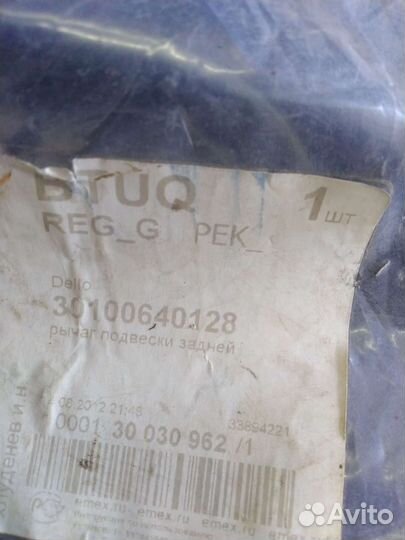 BTUQ 1 шт
REG_G PEK_
Dello
30100640128
рычаг подвески задней
.08.2012 21:48 33894221
0001 30 030 962 /1
emex.ru emex.ru emex.ru
Avito